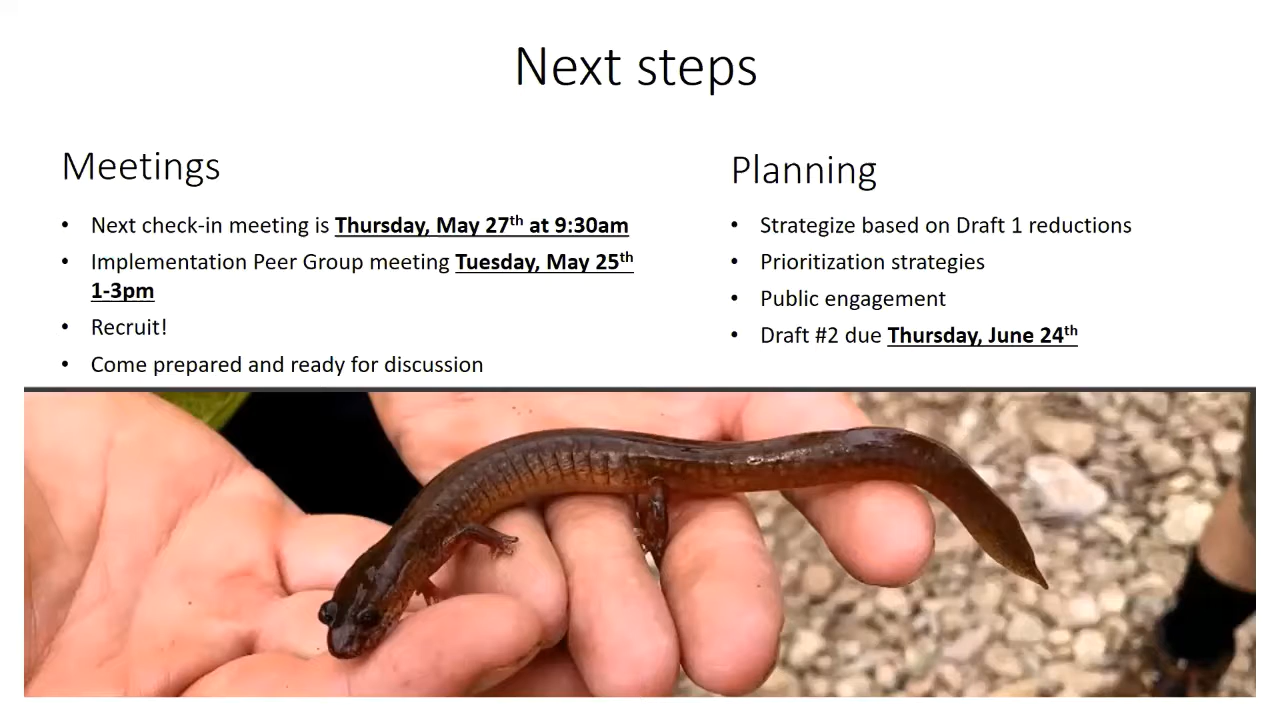 Next steps
Meetings
• Next check-in meeting is Thursday, May 27th at 9:30am
• Implementation Peer Group meeting Tuesday, May 25th
1-3pm
• Recruit!
• Come prepared and ready for discussion
Planning
• Strategize based on Draft 1 reductions
• Prioritization strategies
• Public engagement
• Draft #2 due Thursday, June 24th